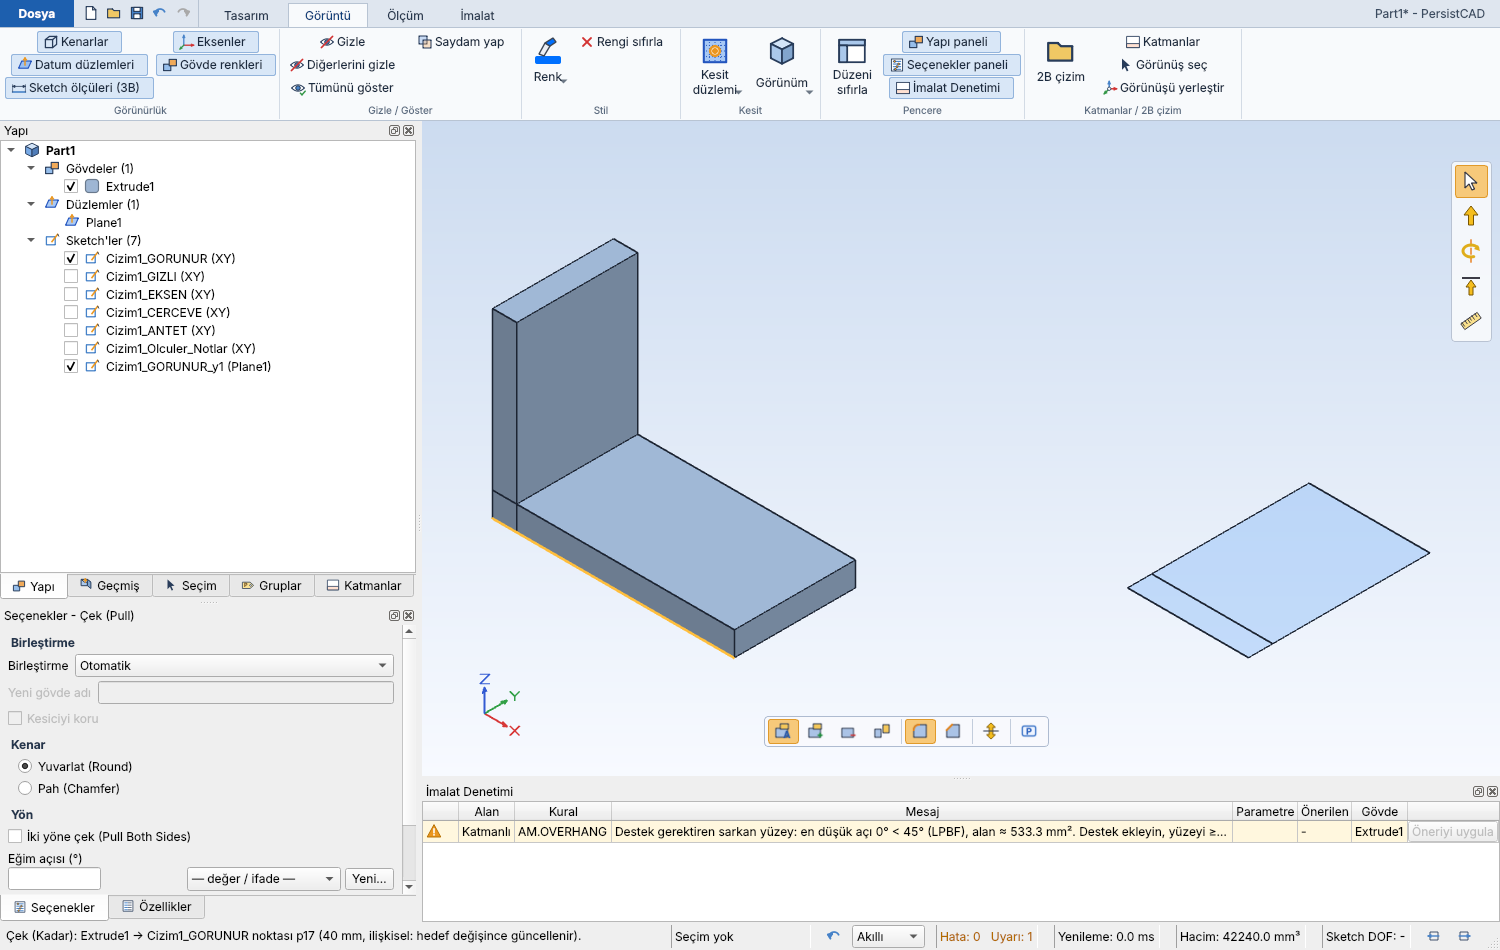 Dosya
Tasarım Görüntü Ölçüm İmalat
Part1* - PersistCAD
Kenarlar Eksenler
Datum düzlemleri Gövde renkleri
Sketch ölçüleri (3B)
Görünürlük
Gizle Saydam yap
Diğerlerini gizle
Tümünü göster
Gizle / Göster
Renk
Rengi sıfırla
Stil
Kesit
düzlemi
Görünüm
Kesit
Düzeni
sıfırla
Yapı paneli
Seçenekler paneli
İmalat Denetimi
Pencere
2B çizim
Katmanlar
Görünüş seç
Görünüşü yerleştir
Katmanlar / 2B çizim
Yapı
Part1
Gövdeler (1)
Extrude1
Düzlemler (1)
Plane1
Sketch'ler (7)
Cizim1_GORUNUR (XY)
Cizim1_GIZLI (XY)
Cizim1_EKSEN (XY)
Cizim1_CERCEVE (XY)
Cizim1_ANTET (XY)
Cizim1_Olculer_Notlar (XY)
Cizim1_GORUNUR_y1 (Plane1)
Yapı Geçmiş Seçim Gruplar Katmanlar
Seçenekler - Çek (Pull)
Birleştirme
Birleştirme Otomatik
Yeni gövde adı
Kesiciyi koru
Kenar
Yuvarlat (Round)
Pah (Chamfer)
Yön
İki yöne çek (Pull Both Sides)
Eğim açısı (°)
— değer / ifade — Yeni...
Seçenekler Özellikler
Z
Y
X
A
P
İmalat Denetimi
Alan Kural Mesaj Parametre Önerilen Gövde
Katmanlı AM.OVERHANG Destek gerektiren sarkan yüzey: en düşük açı 0° < 45° (LPBF), alan ≈ 533.3 mm². Destek ekleyin, yüzeyi ≥... - Extrude1 Öneriyi uygula
Çek (Kadar): Extrude1 → Cizim1_GORUNUR noktası p17 (40 mm, ilişkisel: hedef değişince güncellenir). Seçim yok Akıllı Hata: 0 Uyarı: 1 Yenileme: 0.0 ms Hacim: 42240.0 mm³ Sketch DOF: -